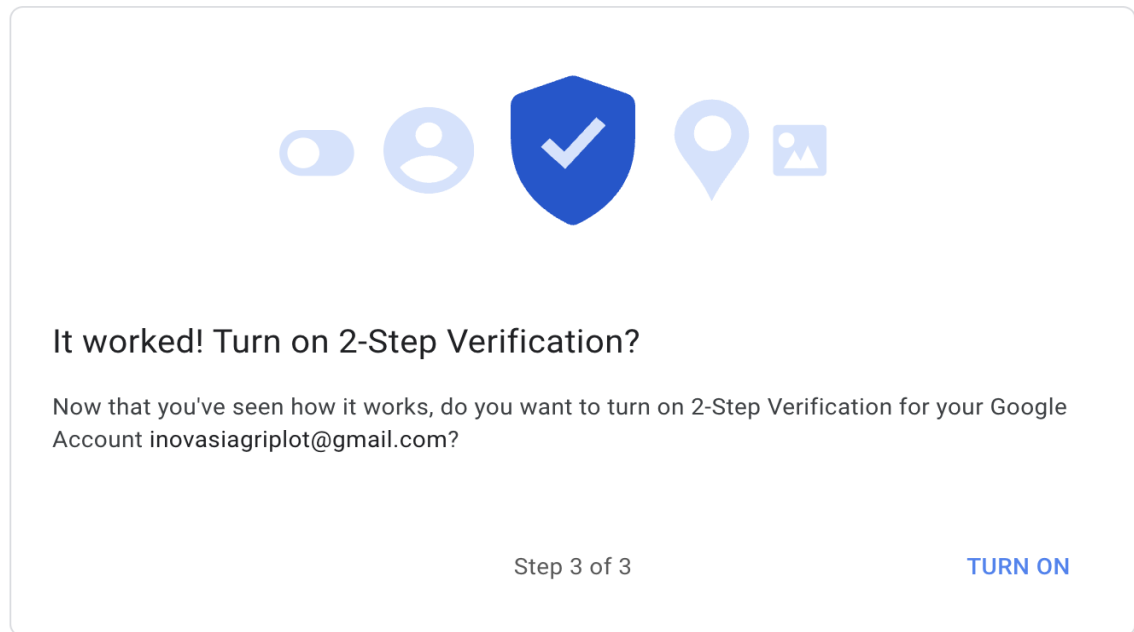 It worked! Turn on 2-Step Verification?
Now that you've seen how it works, do you want to turn on 2-Step Verification for your Google
Account inovasiagriplot@gmail.com?
Step 3 of 3
TURN ON